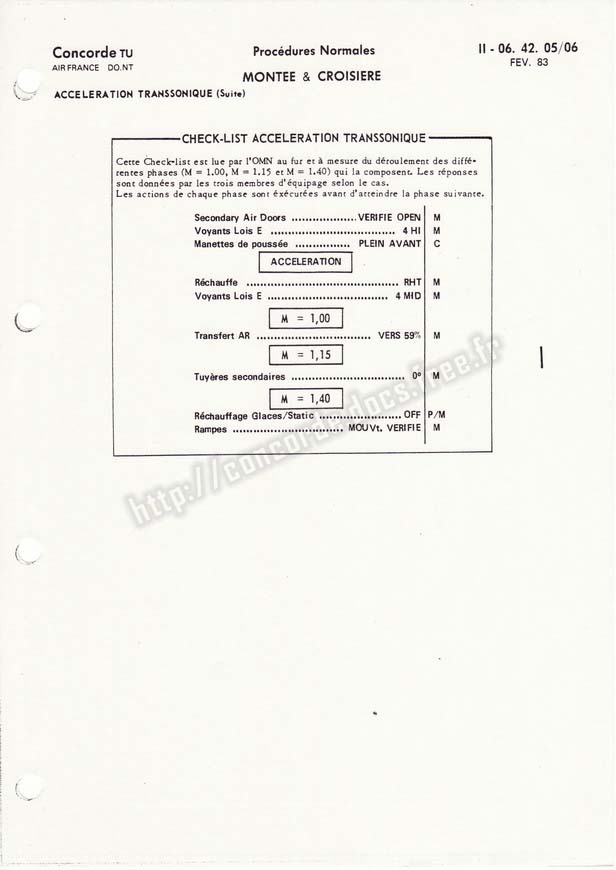 Concorde TU
AIR FRANCE DO.NT
Procédures Normales
II - 06. 42. 05/06
FEV. 83
MONTEE & CROISIERE
ACCELERATION TRANSSONIQUE (Suite)
CHECK-LIST ACCELERATION TRANSSONIQUE
Cette Check-list est lue par l'OMN au fur et à mesure du déroulement des diffé-
rentes phases (M = 1.00, M = 1.15 et M = 1.40) qui la composent. Les réponses
sont données par les trois membres d'équipage selon le cas.
Les actions de chaque phase sont éxécutées avant d'atteindre la phase suivante.
Secondary Air Doors ................... VERIFIE OPEN M
Voyants Lois E .................................... 4 HI M
Manettes de poussée ................ PLEIN AVANT C
ACCELERATION
Réchauffe ............................................ RHT M
Voyants Lois E ................................... 4 MID M
M = 1,00
Transfert AR ................................. VERS 59% M
M = 1,15
Tuyères secondaires ................................. 0° M
M = 1,40
Réchauffage Glaces/Static ........................ OFF P/M
Rampes ................................ MOUVt. VERIFIE M
http://concordedocs.free.fr